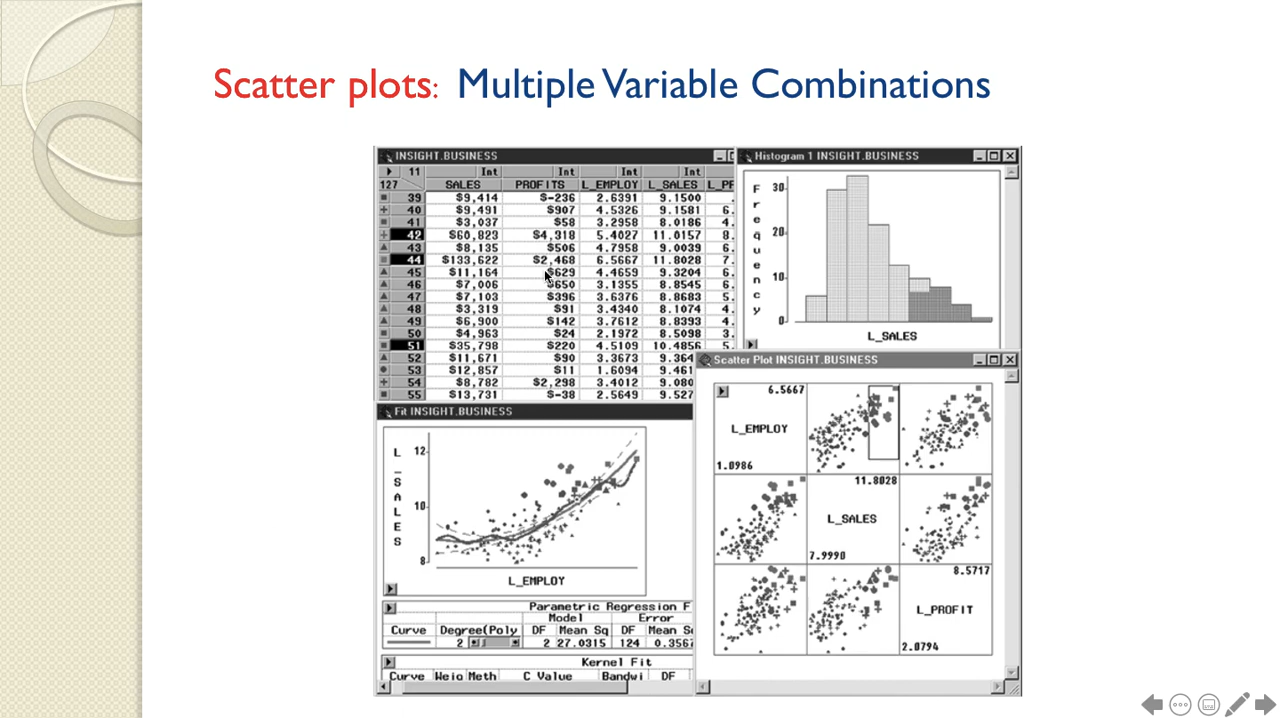 Scatter plots: Multiple Variable Combinations
INSIGHT.BUSINESS
11 Int Int Int Int
127 SALES PROFITS L_EMPLOY L_SALES L_PF
39 $9,414 $-236 2.6391 9.1500 .
40 $9,491 $907 4.5326 9.1581 6.
41 $3,037 $58 3.2958 8.0186 4.
42 $60,823 $4,318 5.4027 11.0157 8.
43 $8,135 $506 4.7958 9.0039 6.
44 $133,622 $2,468 6.5667 11.8028 7.
45 $11,164 $629 4.4659 9.3204 6.
46 $7,006 $650 3.1355 8.8545 6.
47 $7,103 $396 3.6376 8.8683 5.
48 $3,319 $91 3.4340 8.1074 4.
49 $6,900 $142 3.7612 8.8393 4.
50 $4,963 $24 2.1972 8.5098 3.
51 $35,798 $220 4.5109 10.4856 5.
52 $11,671 $90 3.3673 9.364
53 $12,857 $11 1.6094 9.461
54 $8,782 $2,298 3.4012 9.080
55 $13,731 $-38 2.5649 9.527
Histogram 1 INSIGHT.BUSINESS
Frequency
30
20
10
0
L_SALES
Fit INSIGHT.BUSINESS
L_SALES
12
10
8
L_EMPLOY
Parametric Regression F
Model Error
Curve Degree(Poly DF Mean Sq DF Mean S
2 2 27.0315 124 0.356
Kernel Fit
Curve Weig Meth C Value Bandwi DF
Scatter Plot INSIGHT.BUSINESS
6.5667
L_EMPLOY
1.0986
11.8028
L_SALES
7.9990
8.5717
L_PROFIT
2.0794